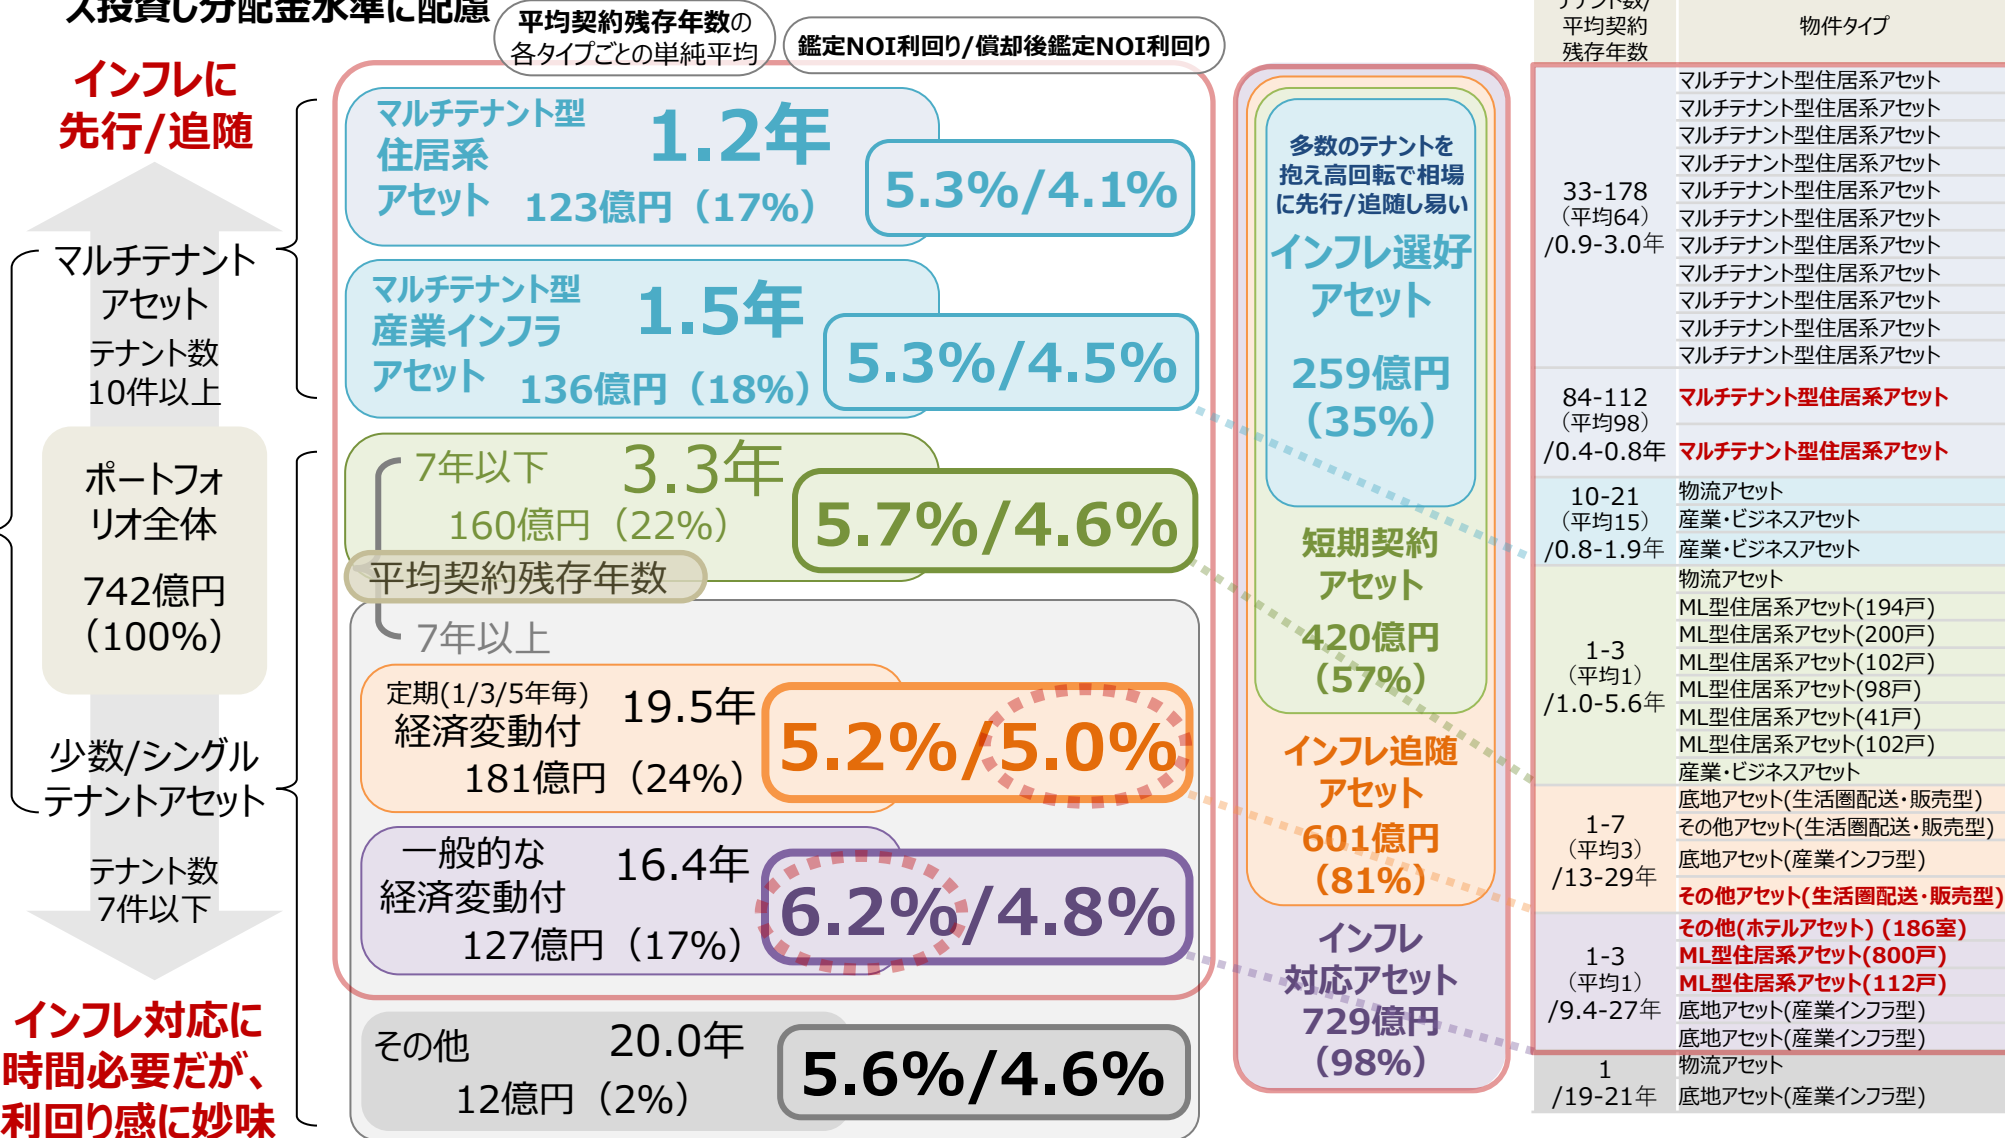 ス投資し分配金水準に配慮
平均契約残存年数の
各タイプごとの単純平均
鑑定NOI利回り/償却後鑑定NOI利回り
インフレに
先行/追随
マルチテナント
アセット
テナント数
10件以上
ポートフォ
リオ全体
742億円
（100%）
少数/シングル
テナントアセット
テナント数
7件以下
インフレ対応に
時間必要だが、
利回り感に妙味
マルチテナント型
住居系
アセット
1.2年
123億円（17%）
5.3%/4.1%
マルチテナント型
産業インフラ
アセット
1.5年
136億円（18%）
5.3%/4.5%
7年以下
3.3年
160億円（22%）
5.7%/4.6%
平均契約残存年数
7年以上
定期(1/3/5年毎)
経済変動付
19.5年
181億円（24%）
5.2%/5.0%
一般的な
経済変動付
16.4年
127億円（17%）
6.2%/4.8%
その他
20.0年
12億円（2%）
5.6%/4.6%
多数のテナントを
抱え高回転で相場
に先行/追随し易い
インフレ選好
アセット
259億円
（35%）
短期契約
アセット
420億円
（57%）
インフレ追随
アセット
601億円
（81%）
インフレ
対応アセット
729億円
（98%）
テナント数/
平均契約
残存年数
物件タイプ
33-178
（平均64）
/0.9-3.0年
マルチテナント型住居系アセット
マルチテナント型住居系アセット
マルチテナント型住居系アセット
マルチテナント型住居系アセット
マルチテナント型住居系アセット
マルチテナント型住居系アセット
マルチテナント型住居系アセット
マルチテナント型住居系アセット
マルチテナント型住居系アセット
マルチテナント型住居系アセット
マルチテナント型住居系アセット
84-112
（平均98）
/0.4-0.8年
マルチテナント型住居系アセット
マルチテナント型住居系アセット
10-21
（平均15）
/0.8-1.9年
物流アセット
産業・ビジネスアセット
産業・ビジネスアセット
1-3
（平均1）
/1.0-5.6年
物流アセット
ML型住居系アセット(194戸)
ML型住居系アセット(200戸)
ML型住居系アセット(102戸)
ML型住居系アセット(98戸)
ML型住居系アセット(41戸)
ML型住居系アセット(102戸)
産業・ビジネスアセット
1-7
（平均3）
/13-29年
底地アセット(生活圏配送・販売型)
その他アセット(生活圏配送・販売型)
底地アセット(産業インフラ型)
その他アセット(生活圏配送・販売型)
1-3
（平均1）
/9.4-27年
その他(ホテルアセット) (186室)
ML型住居系アセット(800戸)
ML型住居系アセット(112戸)
底地アセット(産業インフラ型)
底地アセット(産業インフラ型)
1
/19-21年
物流アセット
底地アセット(産業インフラ型)